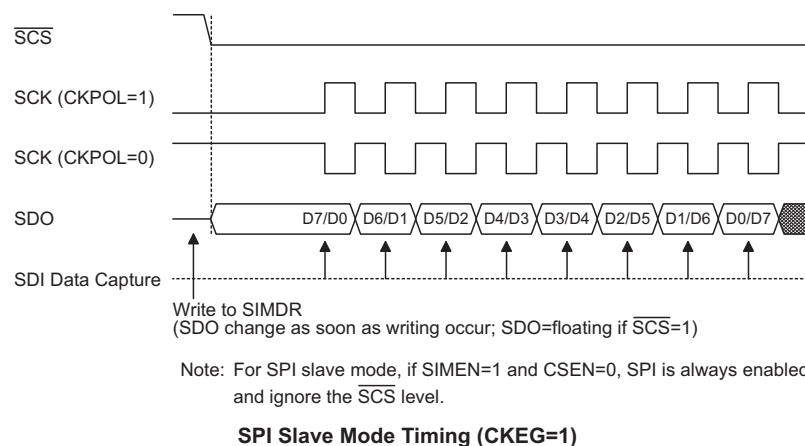 SCS
SCK (CKPOL=1)
SCK (CKPOL=0)
SDO D7/D0 D6/D1 D5/D2 D4/D3 D3/D4 D2/D5 D1/D6 D0/D7
SDI Data Capture
Write to SIMDR
(SDO change as soon as writing occur; SDO=floating if SCS=1)
Note: For SPI slave mode, if SIMEN=1 and CSEN=0, SPI is always enabled
and ignore the SCS level.
SPI Slave Mode Timing (CKEG=1)